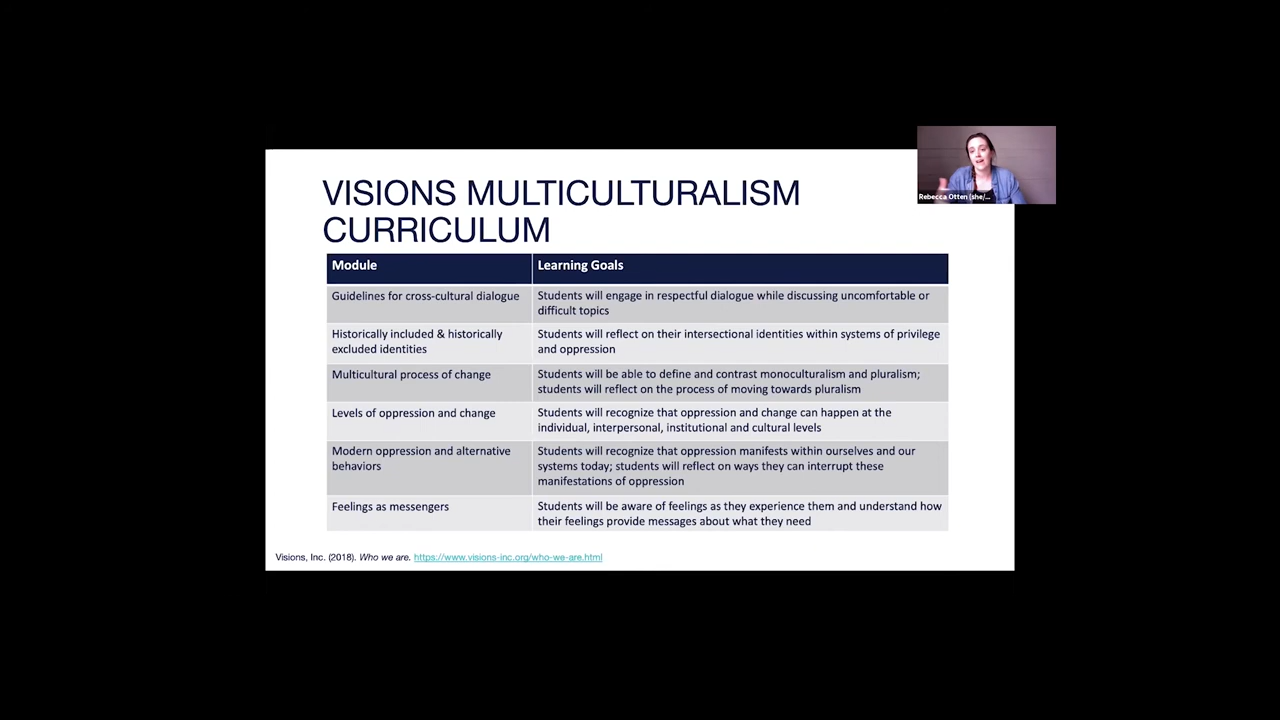 VISIONS MULTICULTURALISM
CURRICULUM
Module
Learning Goals
Guidelines for cross-cultural dialogue
Students will engage in respectful dialogue while discussing uncomfortable or
difficult topics
Historically included & historically
excluded identities
Students will reflect on their intersectional identities within systems of privilege
and oppression
Multicultural process of change
Students will be able to define and contrast monoculturalism and pluralism;
students will reflect on the process of moving towards pluralism
Levels of oppression and change
Students will recognize that oppression and change can happen at the
individual, interpersonal, institutional and cultural levels
Modern oppression and alternative
behaviors
Students will recognize that oppression manifests within ourselves and our
systems today; students will reflect on ways they can interrupt these
manifestations of oppression
Feelings as messengers
Students will be aware of feelings as they experience them and understand how
their feelings provide messages about what they need
Visions, Inc. (2018). Who we are. https://www.visions-inc.org/who-we-are.html
Rebecca Otten (she/...